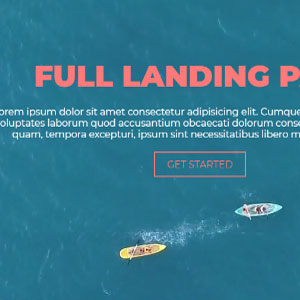 FULL LANDING P
orem ipsum dolor sit amet consectetur adipisicing elit. Cumque
oluptates laborum quod accusantium obcaecati dolorum conse
quam, tempora excepturi, ipsum sint necessitatibus libero m
GET STARTED